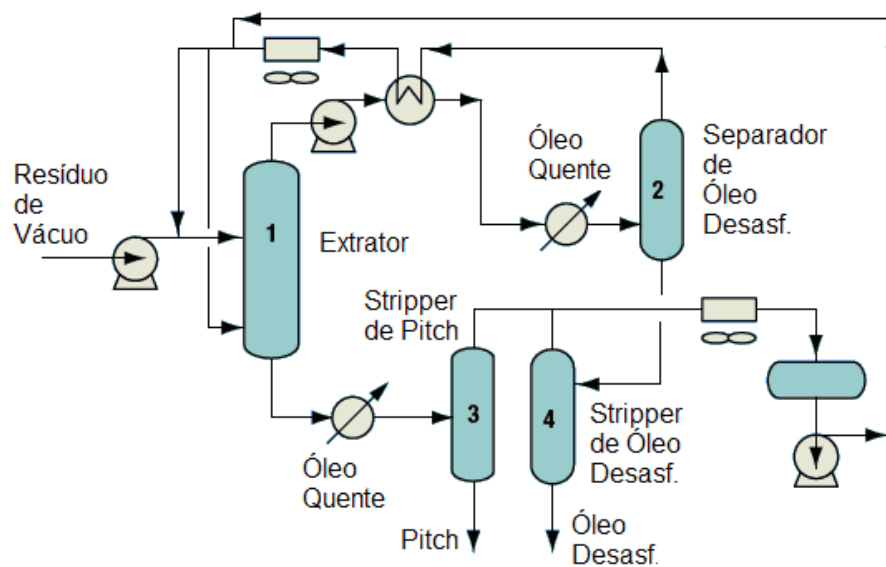 Resíduo
de
Vácuo
1
Extrator
Óleo
Quente
2
Separador
de
Óleo
Desasf.
Stripper
de Pitch
3
4
Stripper
de Óleo
Desasf.
Óleo
Quente
Pitch
Óleo
Desasf.